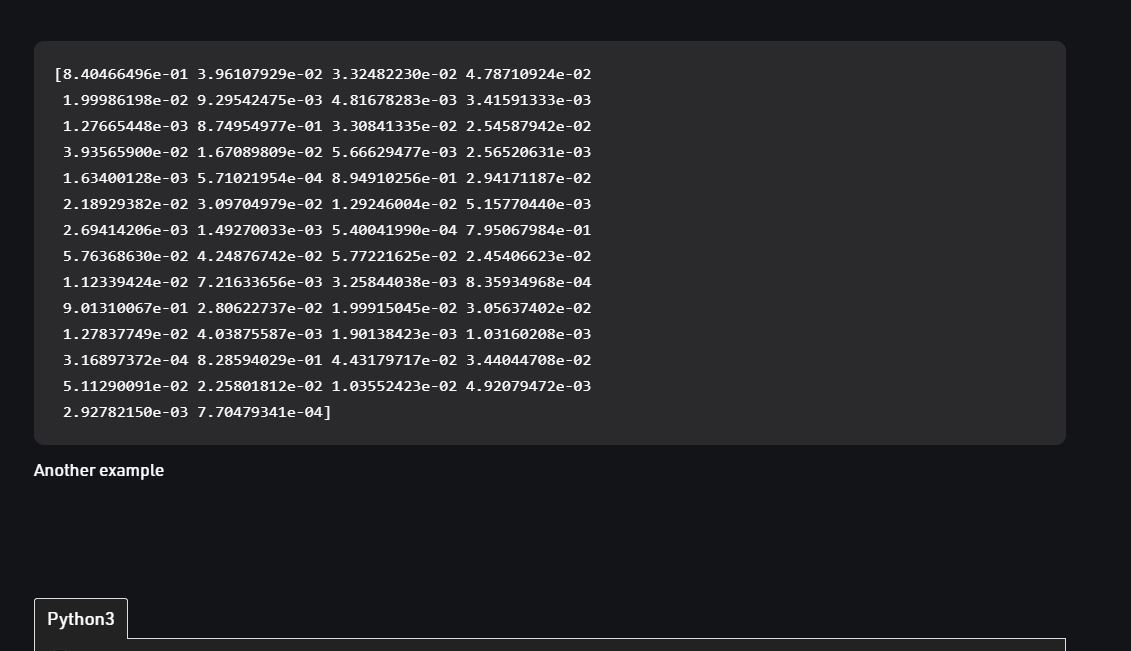 [8.40466496e-01 3.96107929e-02 3.32482230e-02 4.78710924e-02
1.99986198e-02 9.29542475e-03 4.81678283e-03 3.41591333e-03
1.27665448e-03 8.74954977e-01 3.30841335e-02 2.54587942e-02
3.93565900e-02 1.67089809e-02 5.66629477e-03 2.56520631e-03
1.63400128e-03 5.71021954e-04 8.94910256e-01 2.94171187e-02
2.18929382e-02 3.09704979e-02 1.29246004e-02 5.15770440e-03
2.69414206e-03 1.49270033e-03 5.40041990e-04 7.95067984e-01
5.76368630e-02 4.24876742e-02 5.77221625e-02 2.45406623e-02
1.12339424e-02 7.21633656e-03 3.25844038e-03 8.35934968e-04
9.01310067e-01 2.80622737e-02 1.99915045e-02 3.05637402e-02
1.27837749e-02 4.03875587e-03 1.90138423e-03 1.03160208e-03
3.16897372e-04 8.28594029e-01 4.43179717e-02 3.44044708e-02
5.11290091e-02 2.25801812e-02 1.03552423e-02 4.92079472e-03
2.92782150e-03 7.70479341e-04]
Another example
Python3